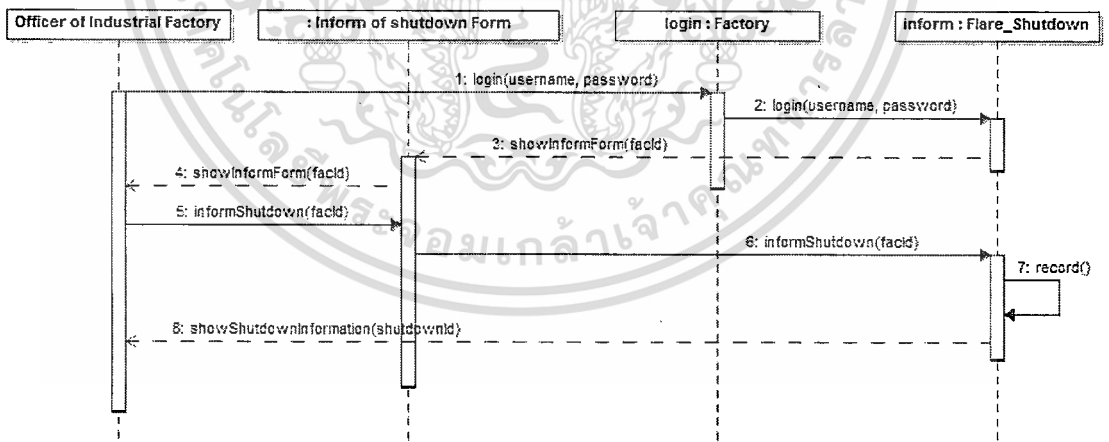 Officer of Industrial Factory
: Inform of shutdown Form
login : Factory
inform : Flare_Shutdown
1: login(username, password)
2: login(username, password)
3: showInformForm(facId)
4: showInformForm(facId)
5: informShutdown(facId)
6: informShutdown(facId)
7: record()
8: showShutdownInformation(shutdownId)